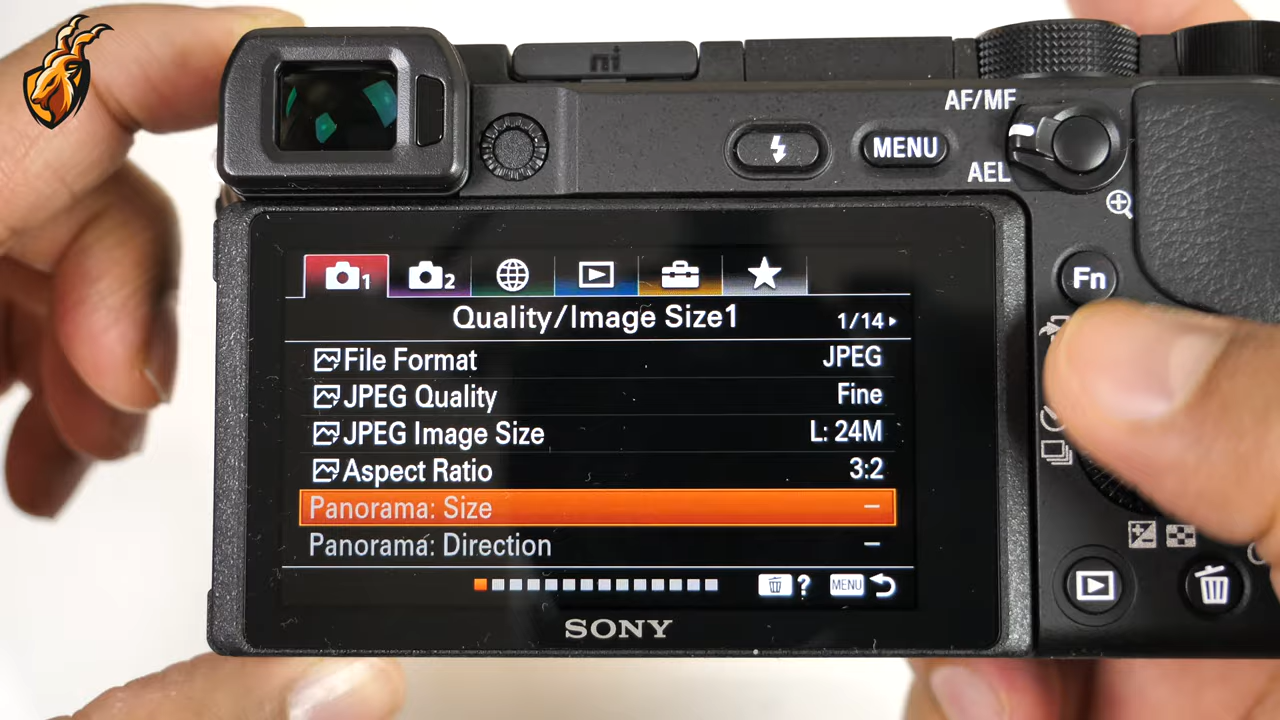 AF/MF
MENU
AEL
Fn
1
2
Quality/Image Size1 1/14
File Format JPEG
JPEG Quality Fine
JPEG Image Size L: 24M
Aspect Ratio 3:2
Panorama: Size –
Panorama: Direction –
? MENU
SONY